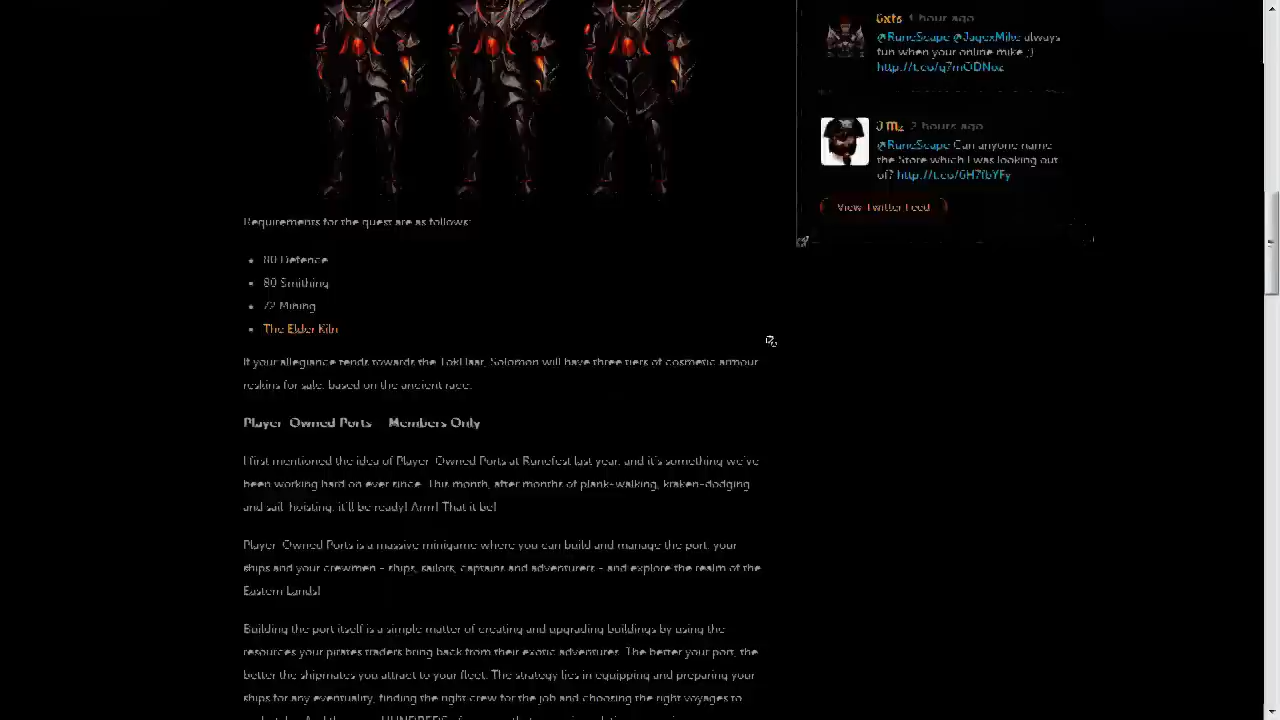 6xts 1 hour ago
@RuneScape @JagexMike always
fun when your online mike ;)
http://t.co/q7mODNoz
2 hours ago
@RuneScape Can anyone name
the Store which I was looking out
of? http://t.co/6H7fbYFy
View Twitter Feed
Requirements for the quest are as follows:
80 Defence
80 Smithing
72 Mining
The Elder Kiln
If your allegiance tends towards the TokHaar, Solomon will have three tiers of cosmetic armour
reskins for sale, based on the ancient race.
Player-Owned Ports – Members Only
I first mentioned the idea of Player-Owned Ports at Runefest last year, and it's something we've
been working hard on ever since. This month, after months of plank-walking, kraken-dodging
and sail-hoisting, it'll be ready! Arrr! That it be!
Player-Owned Ports is a massive minigame where you can build and manage the port, your
ships and your crewmen - ships, sailors, captains and adventurers - and explore the realm of the
Eastern Lands!
Building the port itself is a simple matter of creating and upgrading buildings by using the
resources your pirates traders bring back from their exotic adventures. The better your port, the
better the shipmates you attract to your fleet. The strategy lies in equipping and preparing your
ships for any eventuality, finding the right crew for the job and choosing the right voyages to
HUNDREDS